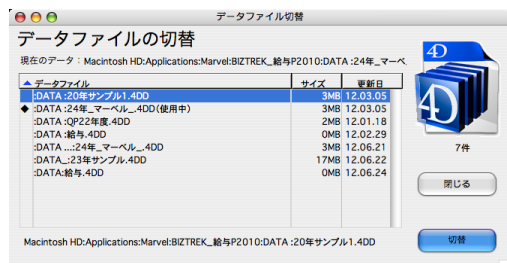 データファイル切替
データファイルの切替
現在のデータ：Macintosh HD:Applications:Marvel:BIZTREK_給与P2010:DATA :24年_マーベ.
データファイル サイズ 更新日
:DATA :20年サンプル1.4DD 3MB 12.03.05
◆ :DATA :24年_マーベル_.4DD(使用中) 3MB 12.03.05
:DATA :QP22年度.4DD 2MB 12.01.18
:DATA :給与.4DD 0MB 12.02.29
:DATA ...:24年_マーベル_.4DD 3MB 12.06.21
:DATA_:23年サンプル.4DD 17MB 12.06.22
:DATA:給与.4DD 0MB 12.06.24
4D
4D
7件
閉じる
切替
Macintosh HD:Applications:Marvel:BIZTREK_給与P2010:DATA :20年サンプル1.4DD